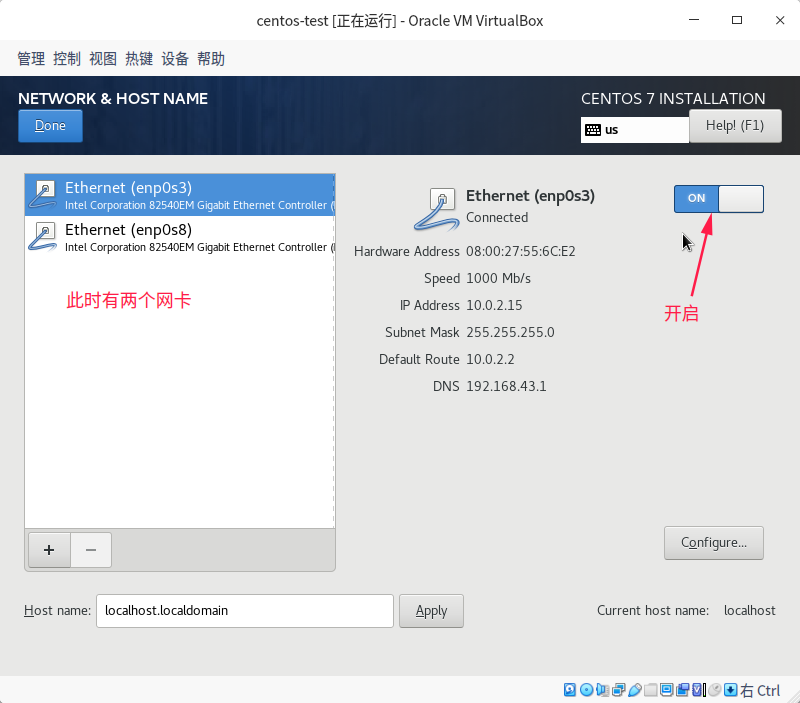 centos-test [正在运行] - Oracle VM VirtualBox
管理 控制 视图 热键 设备 帮助
NETWORK & HOST NAME
CENTOS 7 INSTALLATION
Done
us
Help! (F1)
Ethernet (enp0s3)
Intel Corporation 82540EM Gigabit Ethernet Controller (
Ethernet (enp0s8)
Intel Corporation 82540EM Gigabit Ethernet Controller (
此时有两个网卡
Ethernet (enp0s3)
Connected
ON
Hardware Address 08:00:27:55:6C:E2
Speed 1000 Mb/s
IP Address 10.0.2.15
Subnet Mask 255.255.255.0
Default Route 10.0.2.2
DNS 192.168.43.1
开启
+ −
Configure...
Host name: localhost.localdomain Apply
Current host name: localhost
右 Ctrl